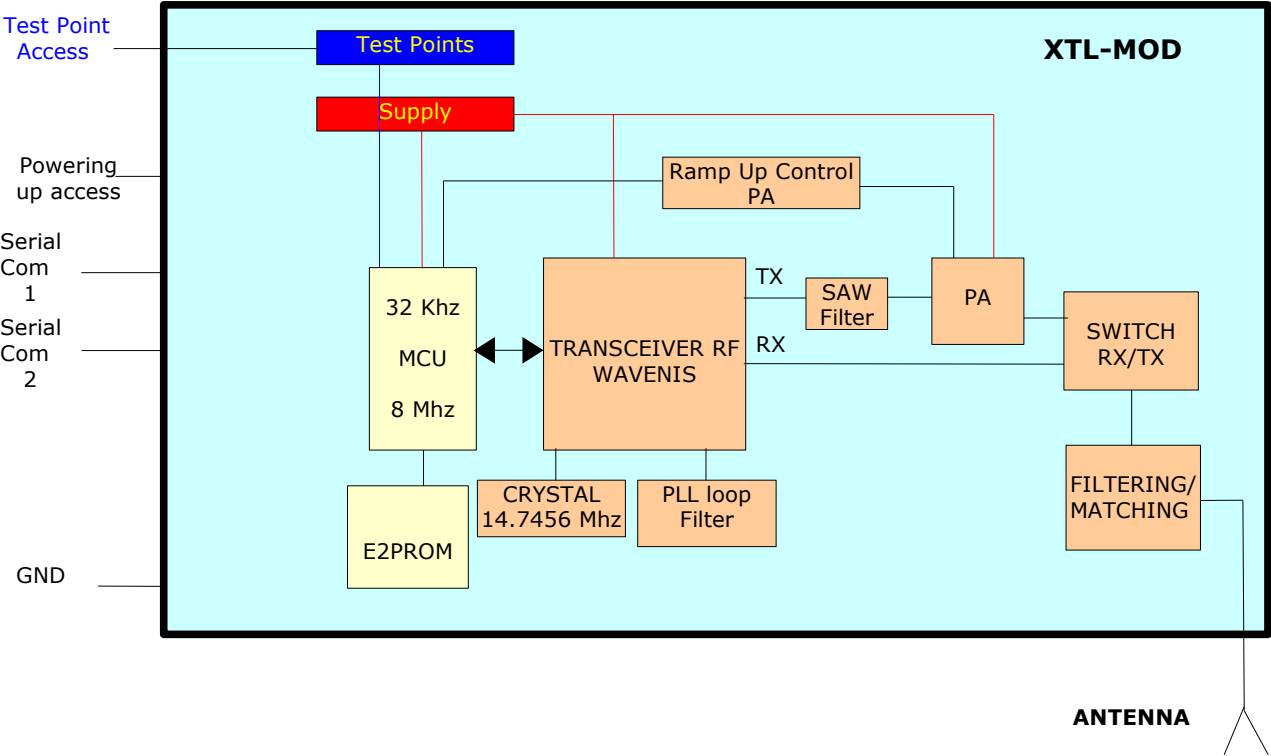 Test Point
Access
Test Points
XTL-MOD
Supply
Powering
up access
Ramp Up Control
PA
Serial
Com
1
Serial
Com
2
32 Khz
MCU
8 Mhz
TRANSCEIVER RF
WAVENIS
TX
RX
SAW
Filter
PA
SWITCH
RX/TX
CRYSTAL
14.7456 Mhz
PLL loop
Filter
FILTERING/
MATCHING
E2PROM
GND
ANTENNA